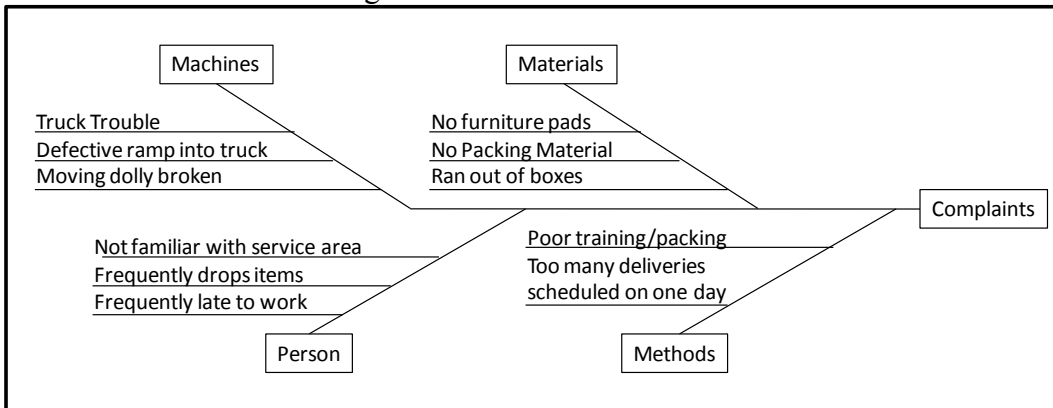 Machines
Materials
Truck Trouble
Defective ramp into truck
Moving dolly broken
No furniture pads
No Packing Material
Ran out of boxes
Complaints
Not familiar with service area
Frequently drops items
Frequently late to work
Poor training/packing
Too many deliveries
scheduled on one day
Person
Methods